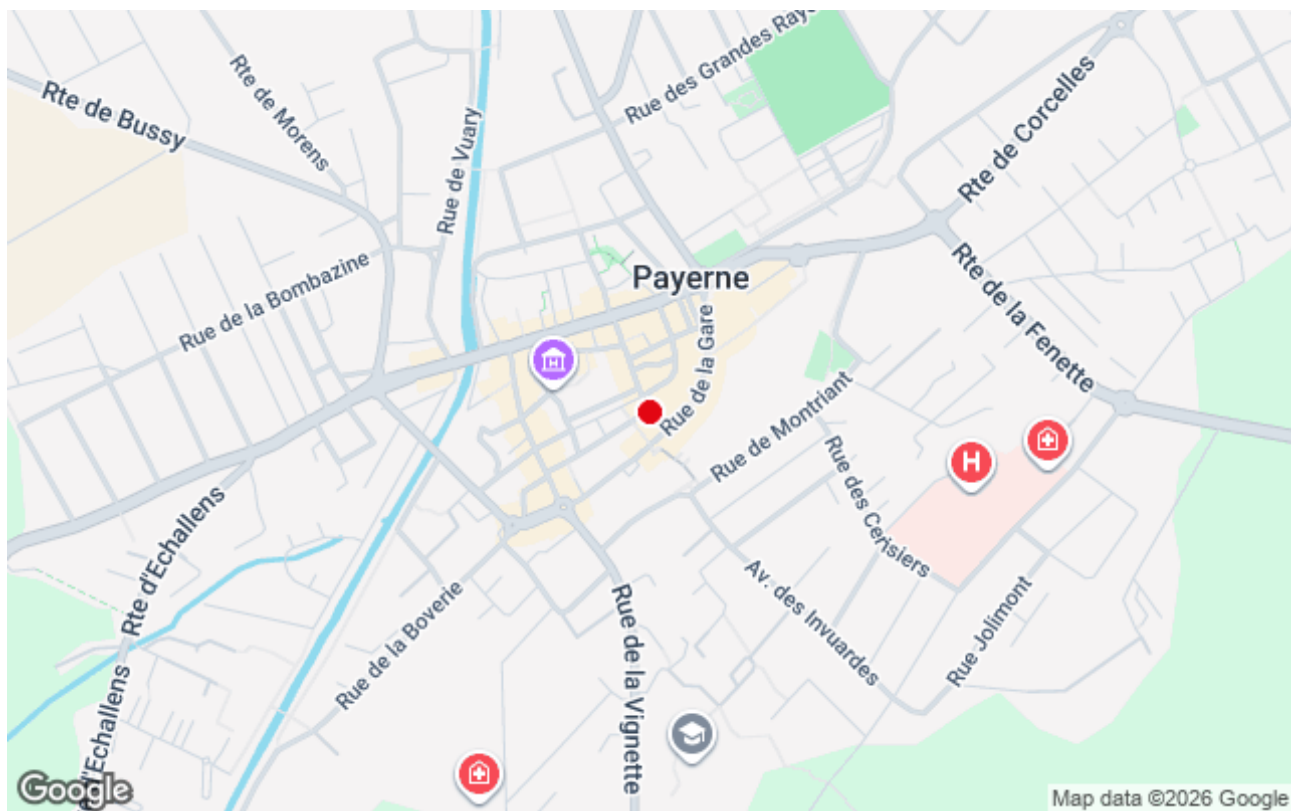 Rue des Grandes Ray
Rte de Morens
Rte de Bussy
Rue de Vuary
Rte de Corcelles
Rue de la Bombazine
Payerne
Rte de la Fenette
Rue de la Gare
H
Rue de Montriant
Rue des Cerisiers
H
Rte d'Echallens
Av. des Invuardes
Rue de la Boverie
Rue de la Vignette
Rue Jolimont
d'Echallens
Google
Map data ©2026 Google